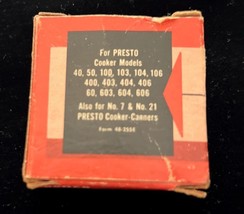 For PRESTO
Cooker Models
40, 50, 100, 103, 104, 106
400, 403, 404, 406
60, 603, 604, 606
Also for No. 7 & No. 21
PRESTO Cooker-Canners
Form